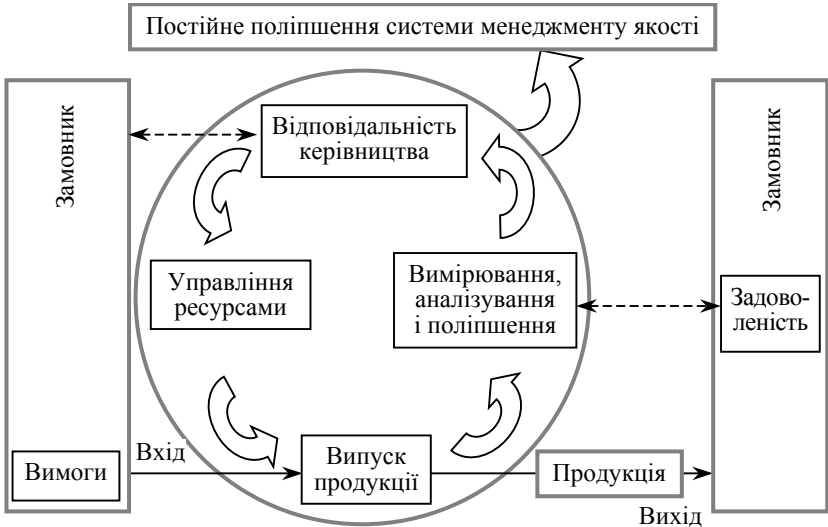 Постійне поліпшення системи менеджменту якості
Замовник
Відповідальність
керівництва
Замовник
Управління
ресурсами
Вимірювання,
аналізування
і поліпшення
Задово-
леність
Вимоги
Вхід
Випуск
продукції
Продукція
Вихід